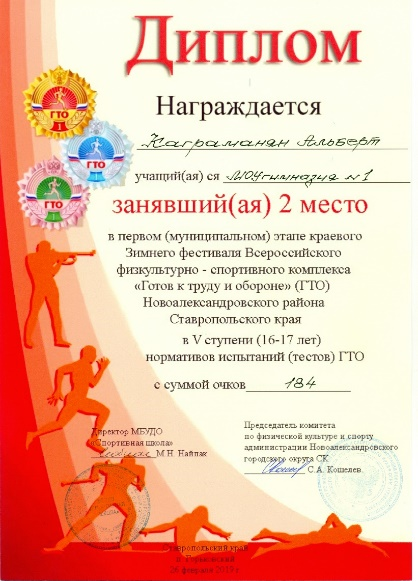 Диплом
ГТО
I
ГТО
ГТО
I
Награждается
Каграманян Альберт
учащий(ая) ся МОУ гимназия №1
занявший(ая) 2 место
в первом (муниципальном) этапе краевого
Зимнего фестиваля Всероссийского
физкультурно - спортивного комплекса
«Готов к труду и обороне» (ГТО)
Новоалександровского района
Ставропольского края
в V ступени (16-17 лет)
нормативов испытаний (тестов) ГТО
с суммой очков 184
Директор МБУДО
«Спортивная школа»
М.Н. Найпак
Председатель комитета
по физической культуре и спорту
администрации Новоалександровского
городского округа СК
С.А. Кошелев
Ставропольский край
26 февраля